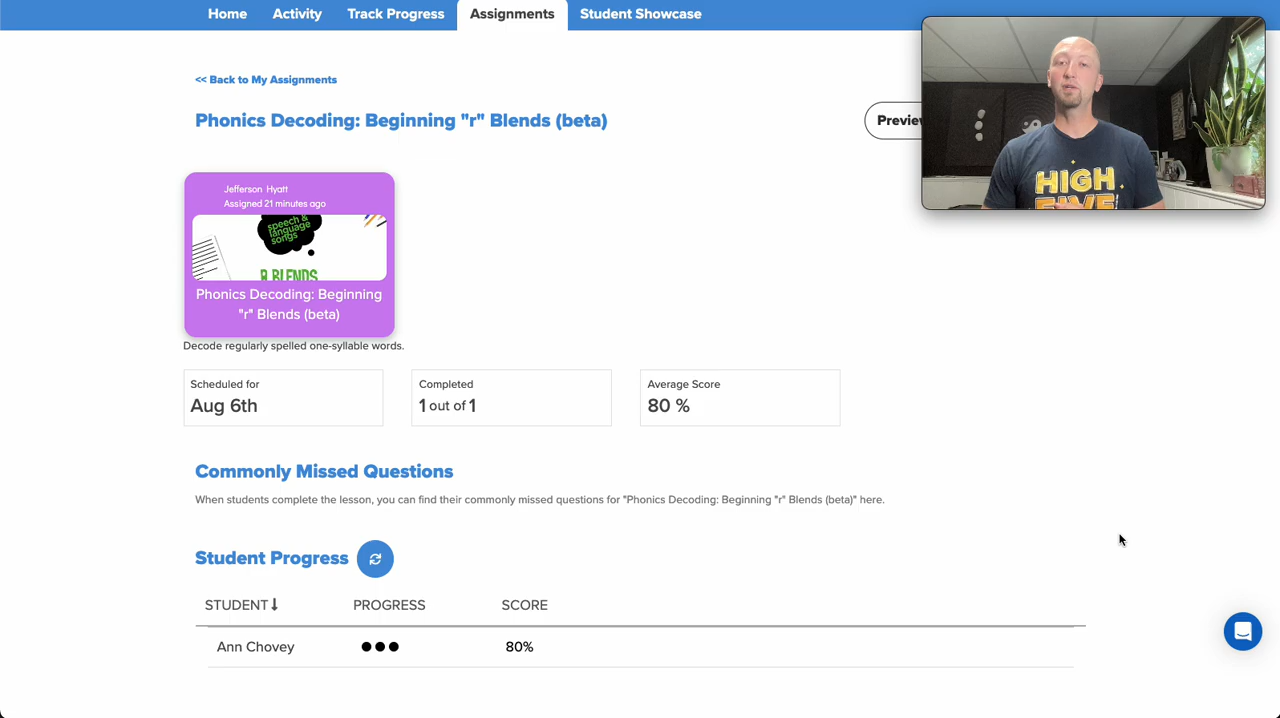 Home Activity Track Progress Assignments Student Showcase
<< Back to My Assignments
Phonics Decoding: Beginning "r" Blends (beta)
Preview
HIGH
FIVE
Jefferson Hyatt
Assigned 21 minutes ago
speech &
language
songs
R BLENDS
Phonics Decoding: Beginning
"r" Blends (beta)
Decode regularly spelled one-syllable words.
Scheduled for
Aug 6th
Completed
1 out of 1
Average Score
80 %
Commonly Missed Questions
When students complete the lesson, you can find their commonly missed questions for "Phonics Decoding: Beginning "r" Blends (beta)" here.
Student Progress
STUDENT PROGRESS SCORE
Ann Chovey 80%